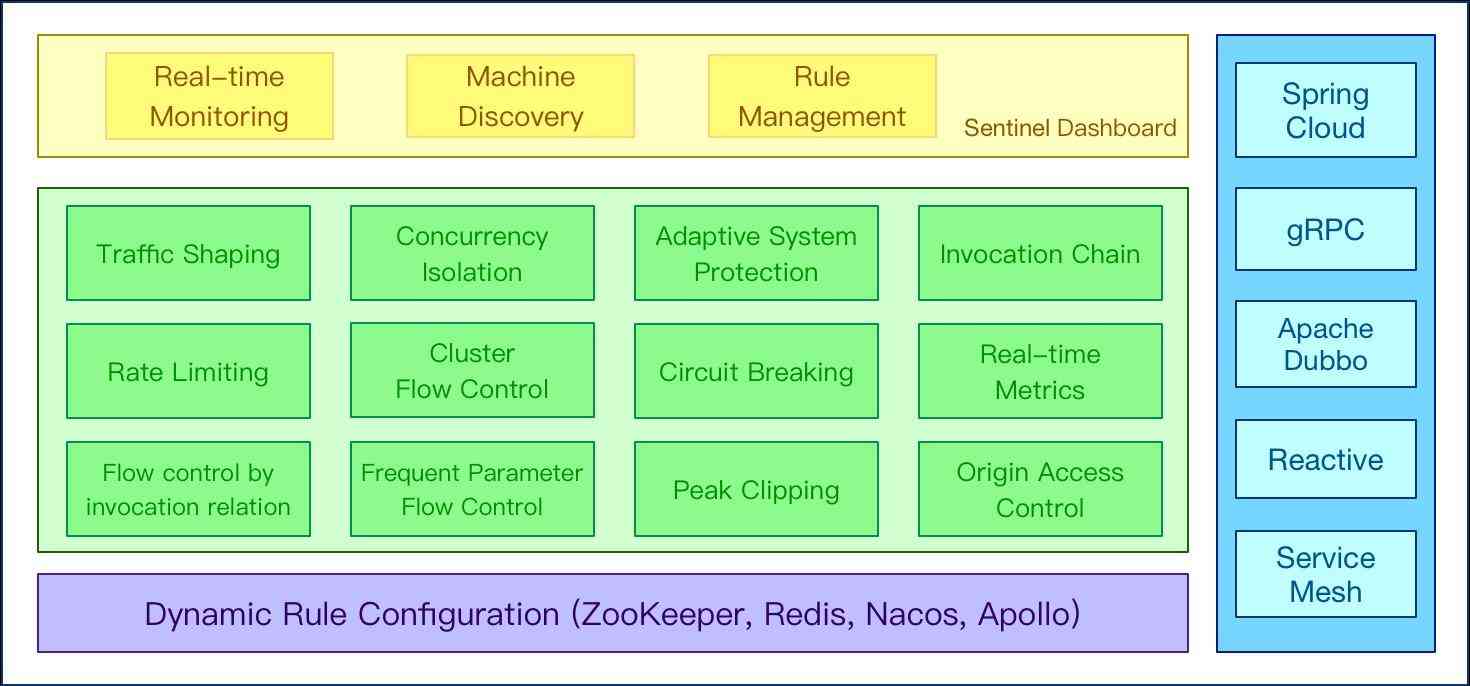 Real-time
Monitoring
Machine
Discovery
Rule
Management
Sentinel Dashboard
Traffic Shaping
Concurrency
Isolation
Adaptive System
Protection
Invocation Chain
Rate Limiting
Cluster
Flow Control
Circuit Breaking
Real-time
Metrics
Flow control by
invocation relation
Frequent Parameter
Flow Control
Peak Clipping
Origin Access
Control
Dynamic Rule Configuration (ZooKeeper, Redis, Nacos, Apollo)
Spring
Cloud
gRPC
Apache
Dubbo
Reactive
Service
Mesh